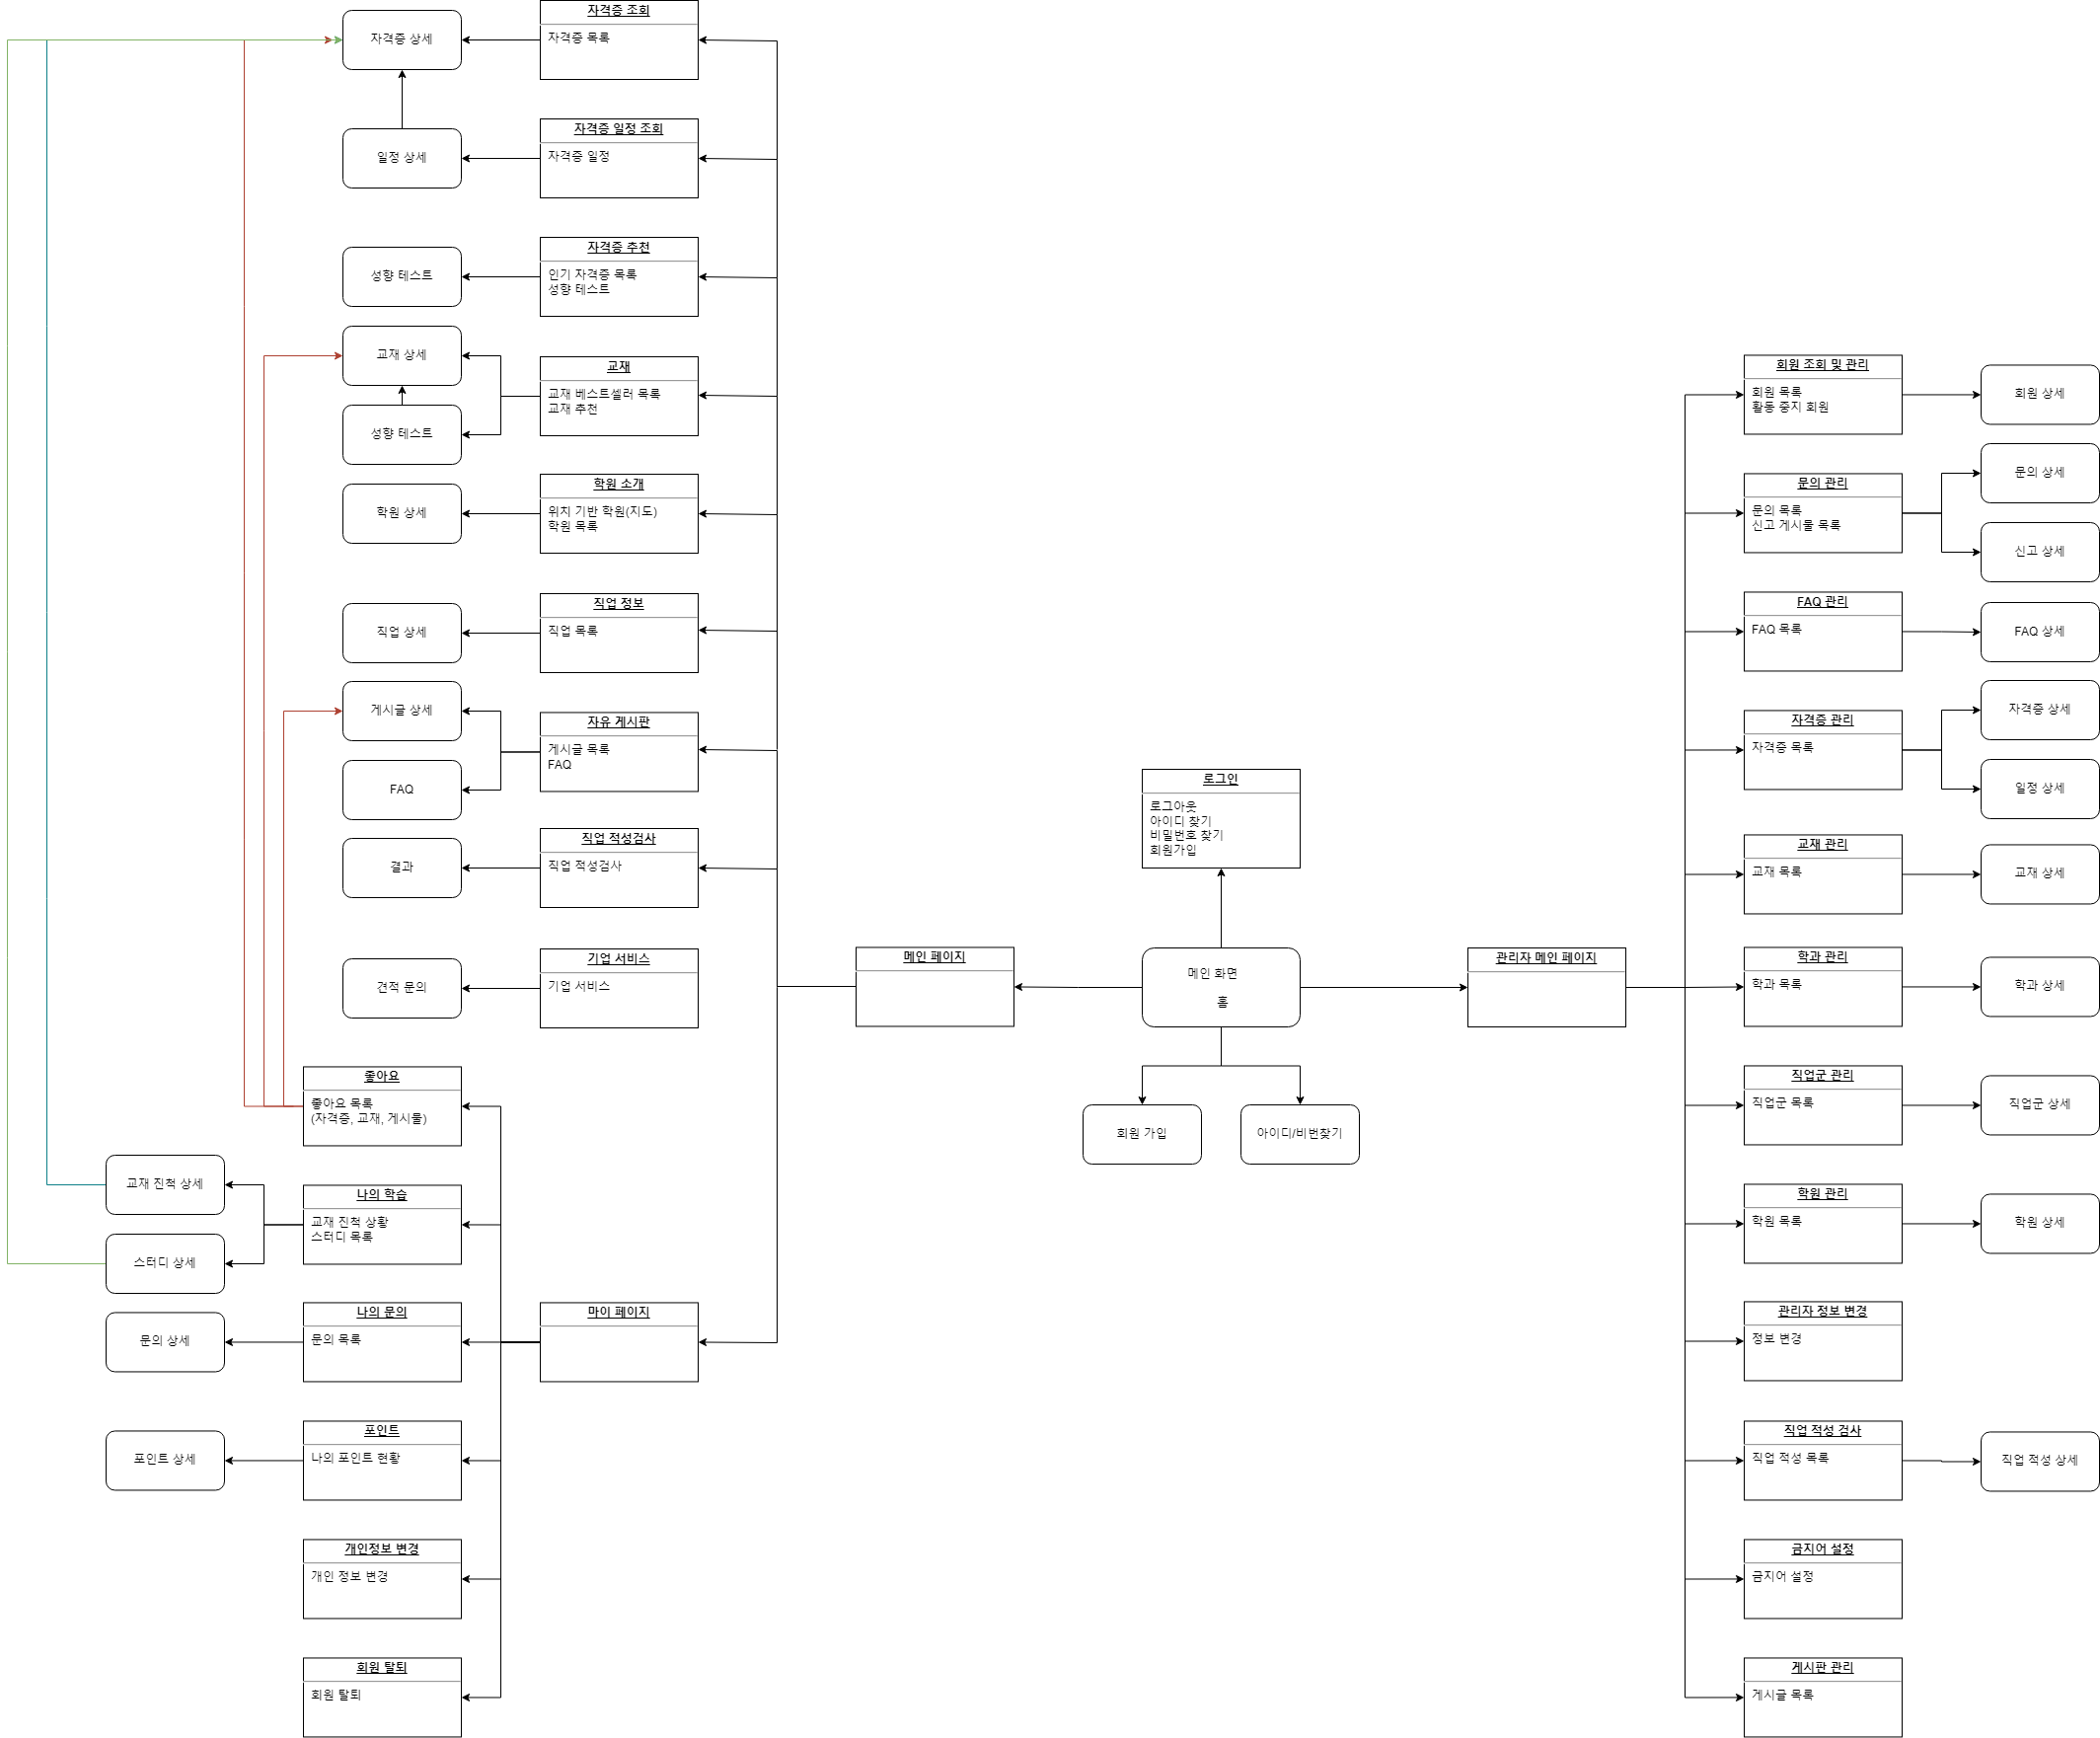 자격증 조회
자격증 목록
자격증 상세
자격증 일정 조회
자격증 일정
일정 상세
자격증 추천
인기 자격증 목록
성향 테스트
성향 테스트
교재
교재 베스트셀러 목록
교재 추천
교재 상세
성향 테스트
학원 소개
위치 기반 학원(지도)
학원 목록
학원 상세
직업 정보
직업 목록
직업 상세
자유 게시판
게시글 목록
FAQ
게시글 상세
FAQ
직업 적성검사
직업 적성검사
결과
기업 서비스
기업 서비스
견적 문의
좋아요
좋아요 목록
(자격증, 교재, 게시물)
나의 학습
교재 진척 상황
스터디 목록
교재 진척 상세
스터디 상세
마이 페이지
나의 문의
문의 목록
문의 상세
포인트
나의 포인트 현황
포인트 상세
개인정보 변경
개인 정보 변경
회원 탈퇴
회원 탈퇴
메인 페이지
로그인
로그아웃
아이디 찾기
비밀번호 찾기
회원가입
메인 화면
홈
회원 가입
아이디/비번찾기
관리자 메인 페이지
회원 조회 및 관리
회원 목록
활동 중지 회원
회원 상세
문의 관리
문의 목록
신고 게시물 목록
문의 상세
신고 상세
FAQ 관리
FAQ 목록
FAQ 상세
자격증 관리
자격증 목록
자격증 상세
일정 상세
교재 관리
교재 목록
교재 상세
학과 관리
학과 목록
학과 상세
직업군 관리
직업군 목록
직업군 상세
학원 관리
학원 목록
학원 상세
관리자 정보 변경
정보 변경
직업 적성 검사
직업 적성 목록
직업 적성 상세
금지어 설정
금지어 설정
게시판 관리
게시글 목록